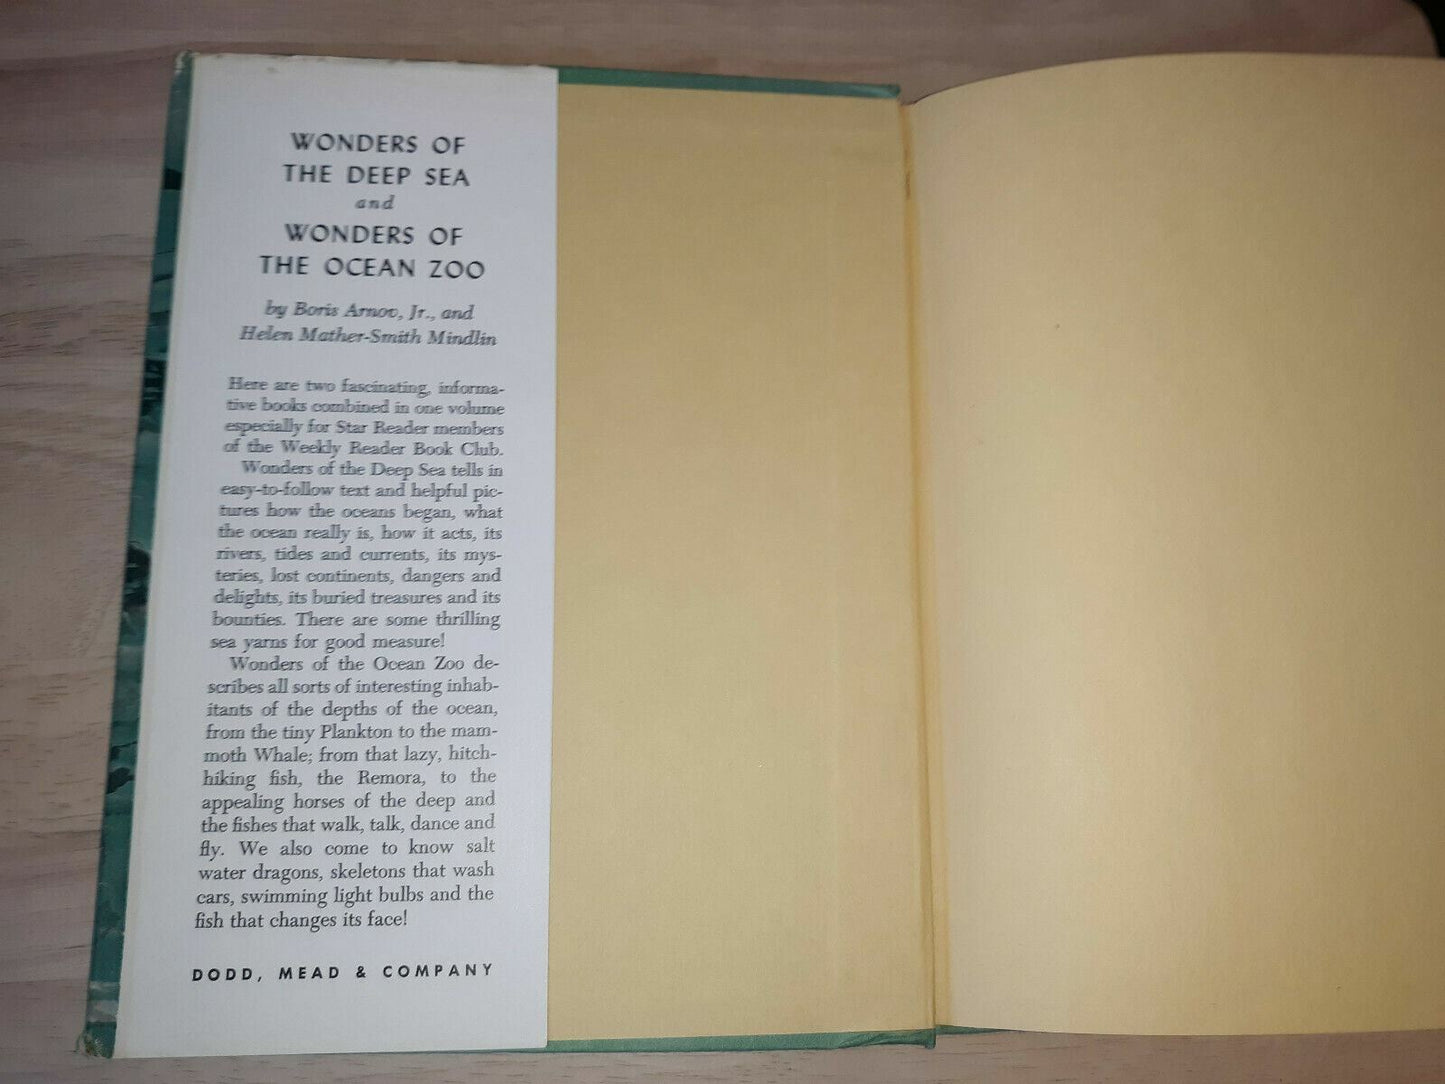 WONDERS OF
THE DEEP SEA
and
WONDERS OF
THE OCEAN ZOO
by Boris Arnov, Jr., and
Helen Mather-Smith Mindlin
Here are two fascinating, informa-
tive books combined in one volume
especially for Star Reader members
of the Weekly Reader Book Club.
Wonders of the Deep Sea tells in
easy-to-follow text and helpful pic-
tures how the oceans began, what
the ocean really is, how it acts, its
rivers, tides and currents, its mys-
teries, lost continents, dangers and
delights, its buried treasures and its
bounties. There are some thrilling
sea yarns for good measure!
Wonders of the Ocean Zoo de-
scribes all sorts of interesting inhab-
itants of the depths of the ocean,
from the tiny Plankton to the mam-
moth Whale; from that lazy, hitch-
hiking fish, the Remora, to the
appealing horses of the deep and
the fishes that walk, talk, dance and
fly. We also come to know salt
water dragons, skeletons that wash
cars, swimming light bulbs and the
fish that changes its face!
DODD, MEAD & COMPANY